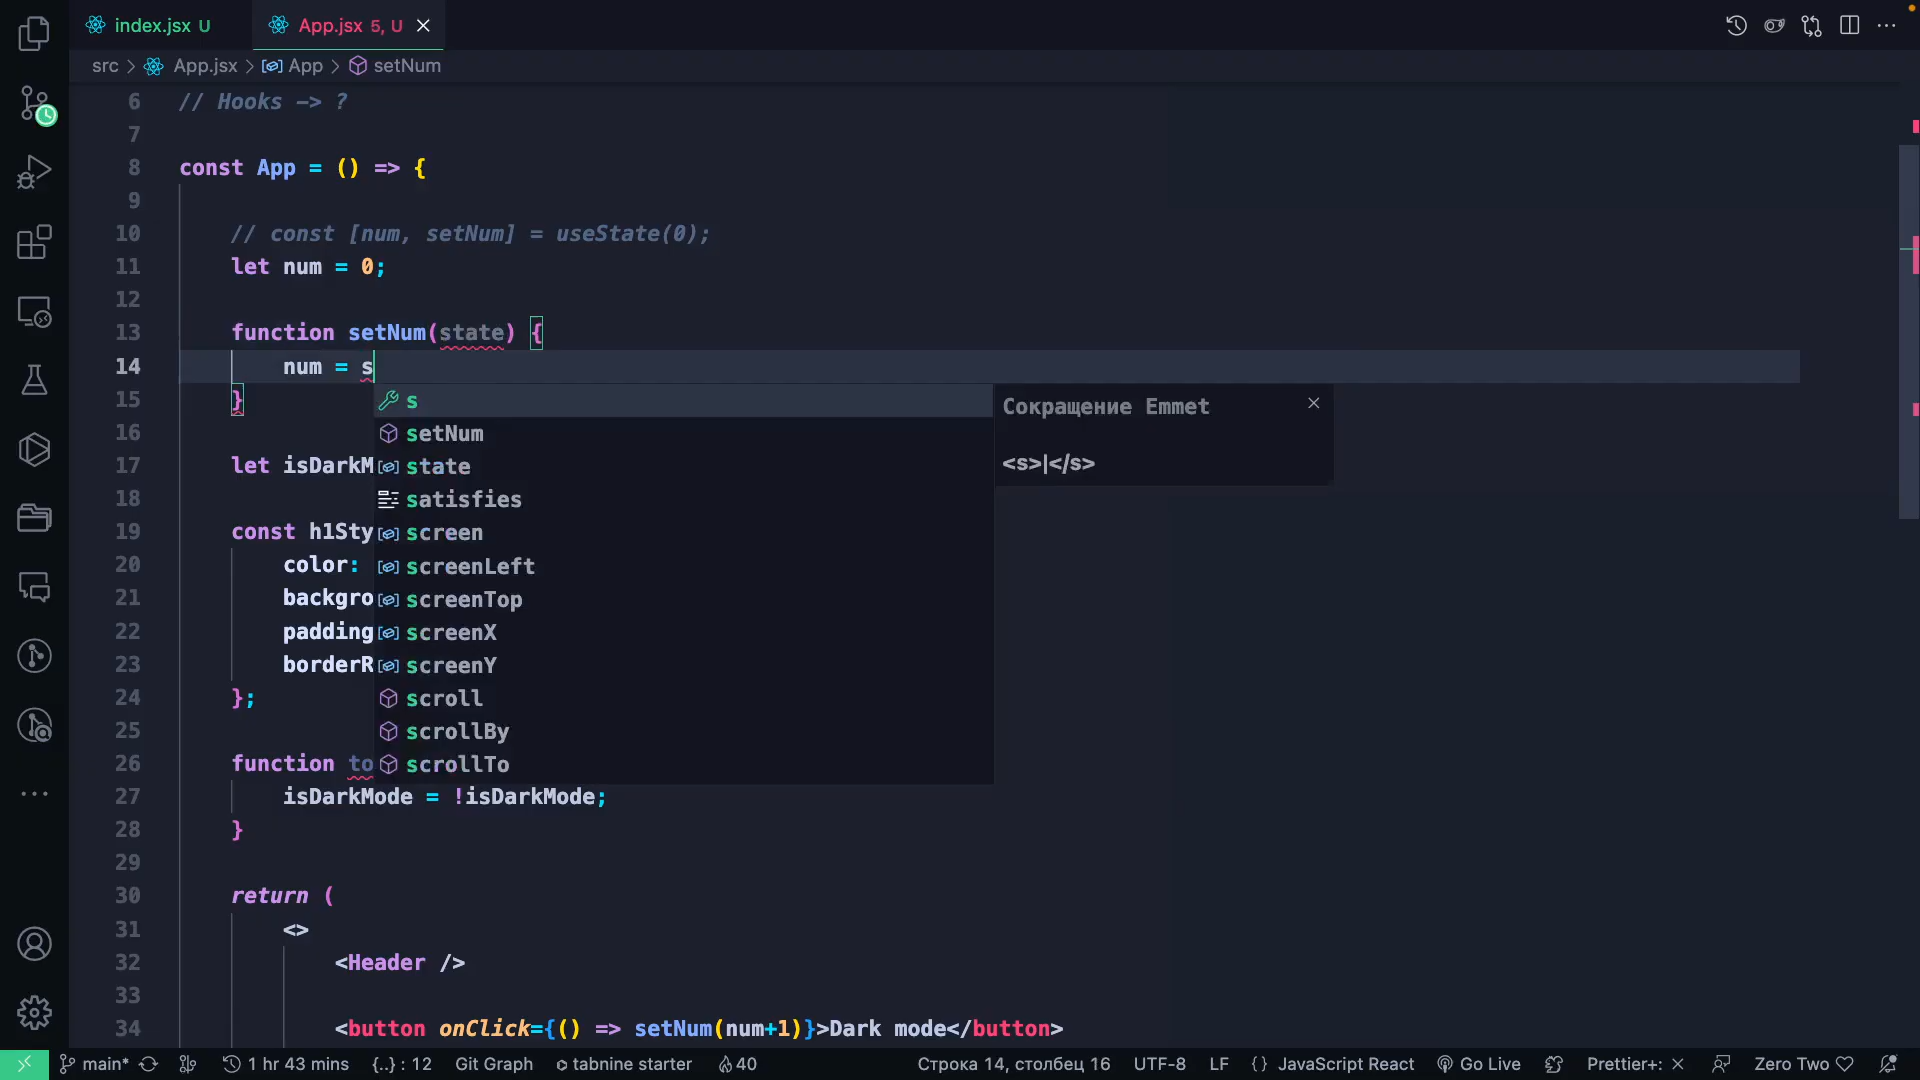 index.jsx U
App.jsx 5, U
src > App.jsx > App > setNum
6 // Hooks -> ?
7
8 const App = () => {
9
10 // const [num, setNum] = useState(0);
11 let num = 0;
12
13 function setNum(state) {
14 num = s
15 }
s
Сокращение Emmet
16
setNum
<s>|</s>
17 let isDarkM
state
18
satisfies
19 const h1Sty
screen
20 color:
screenLeft
21 backgro
screenTop
22 padding
screenX
23 borderR
screenY
24 };
scroll
25
scrollBy
26 function to
scrollTo
27 isDarkMode = !isDarkMode;
28 }
29
30 return (
31 <>
32 <Header />
33
34 <button onClick={() => setNum(num+1)}>Dark mode</button>
main* 1 hr 43 mins {..} : 12 Git Graph tabnine starter 40 Строка 14, столбец 16 UTF-8 LF {} JavaScript React Go Live Prettier+: × Zero Two